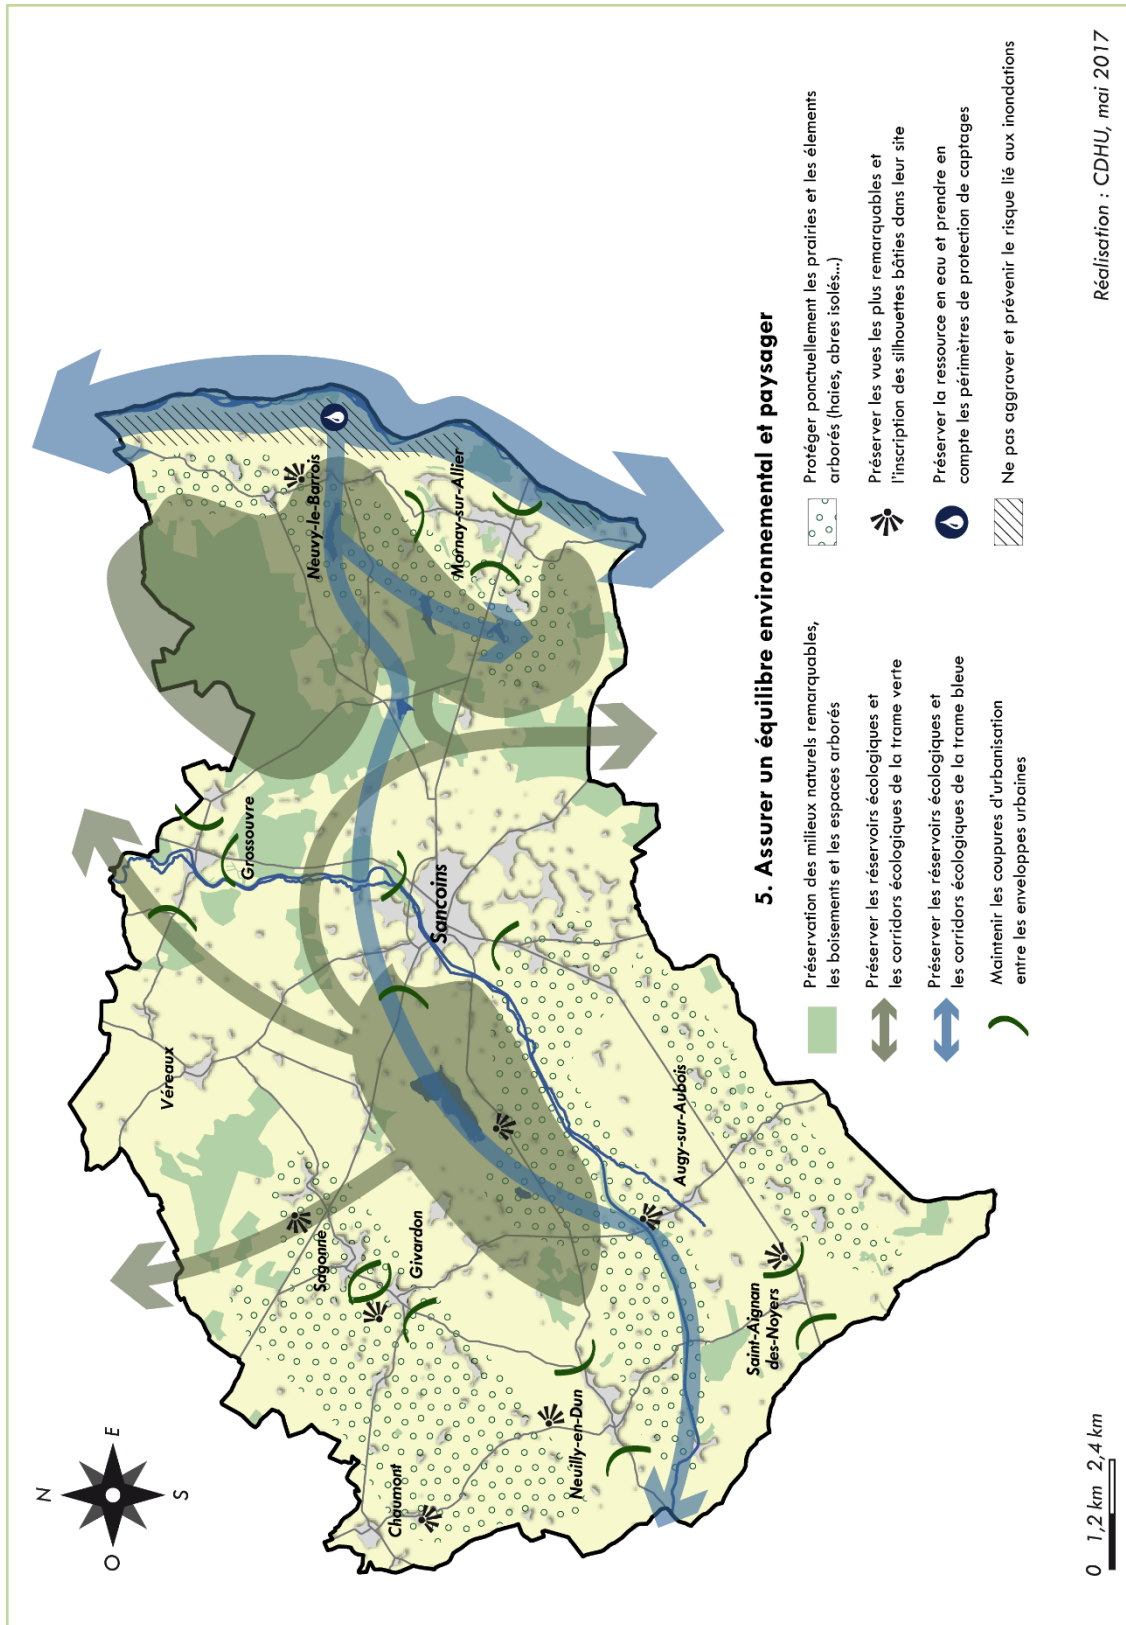 N
O
E
S
Chaumont
Neuilly-en-Dun
Sagonne
Givardon
Saint-Aignan
des-Noyers
Augy-sur-Aubois
Véreaux
Sancoins
Grossouvre
Neuvy-le-Barrois
Mornay-sur-Allier
5. Assurer un équilibre environnemental et paysager
Préservation des milieux naturels remarquables,
les boisements et les espaces arborés
Préserver les réservoirs écologiques et
les corridors écologiques de la trame verte
Préserver les réservoirs écologiques et
les corridors écologiques de la trame bleue
Maintenir les coupures d'urbanisation
entre les enveloppes urbaines
Protéger ponctuellement les prairies et les élements
arborés (haies, abres isolés...)
Préserver les vues les plus remarquables et
l'inscription des silhouettes bâties dans leur site
Préserver la ressource en eau et prendre en
compte les périmètres de protection de captages
Ne pas aggraver et prévenir le risque lié aux inondations
0 1,2 km 2,4 km
Réalisation : CDHU, mai 2017